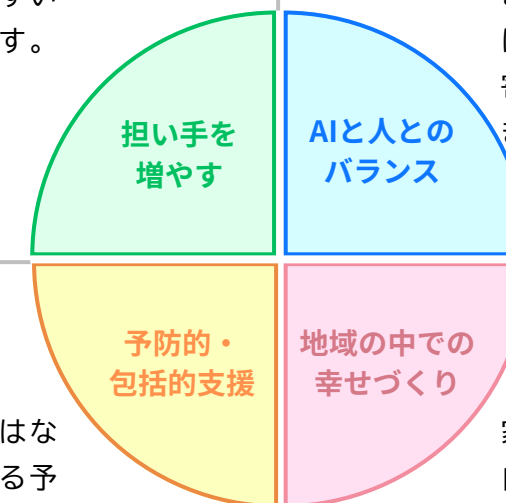 す。
担い手を
増やす
AIと人との
バランス
予防的・
包括的支援
地域の中での
幸せづくり
はな
る予